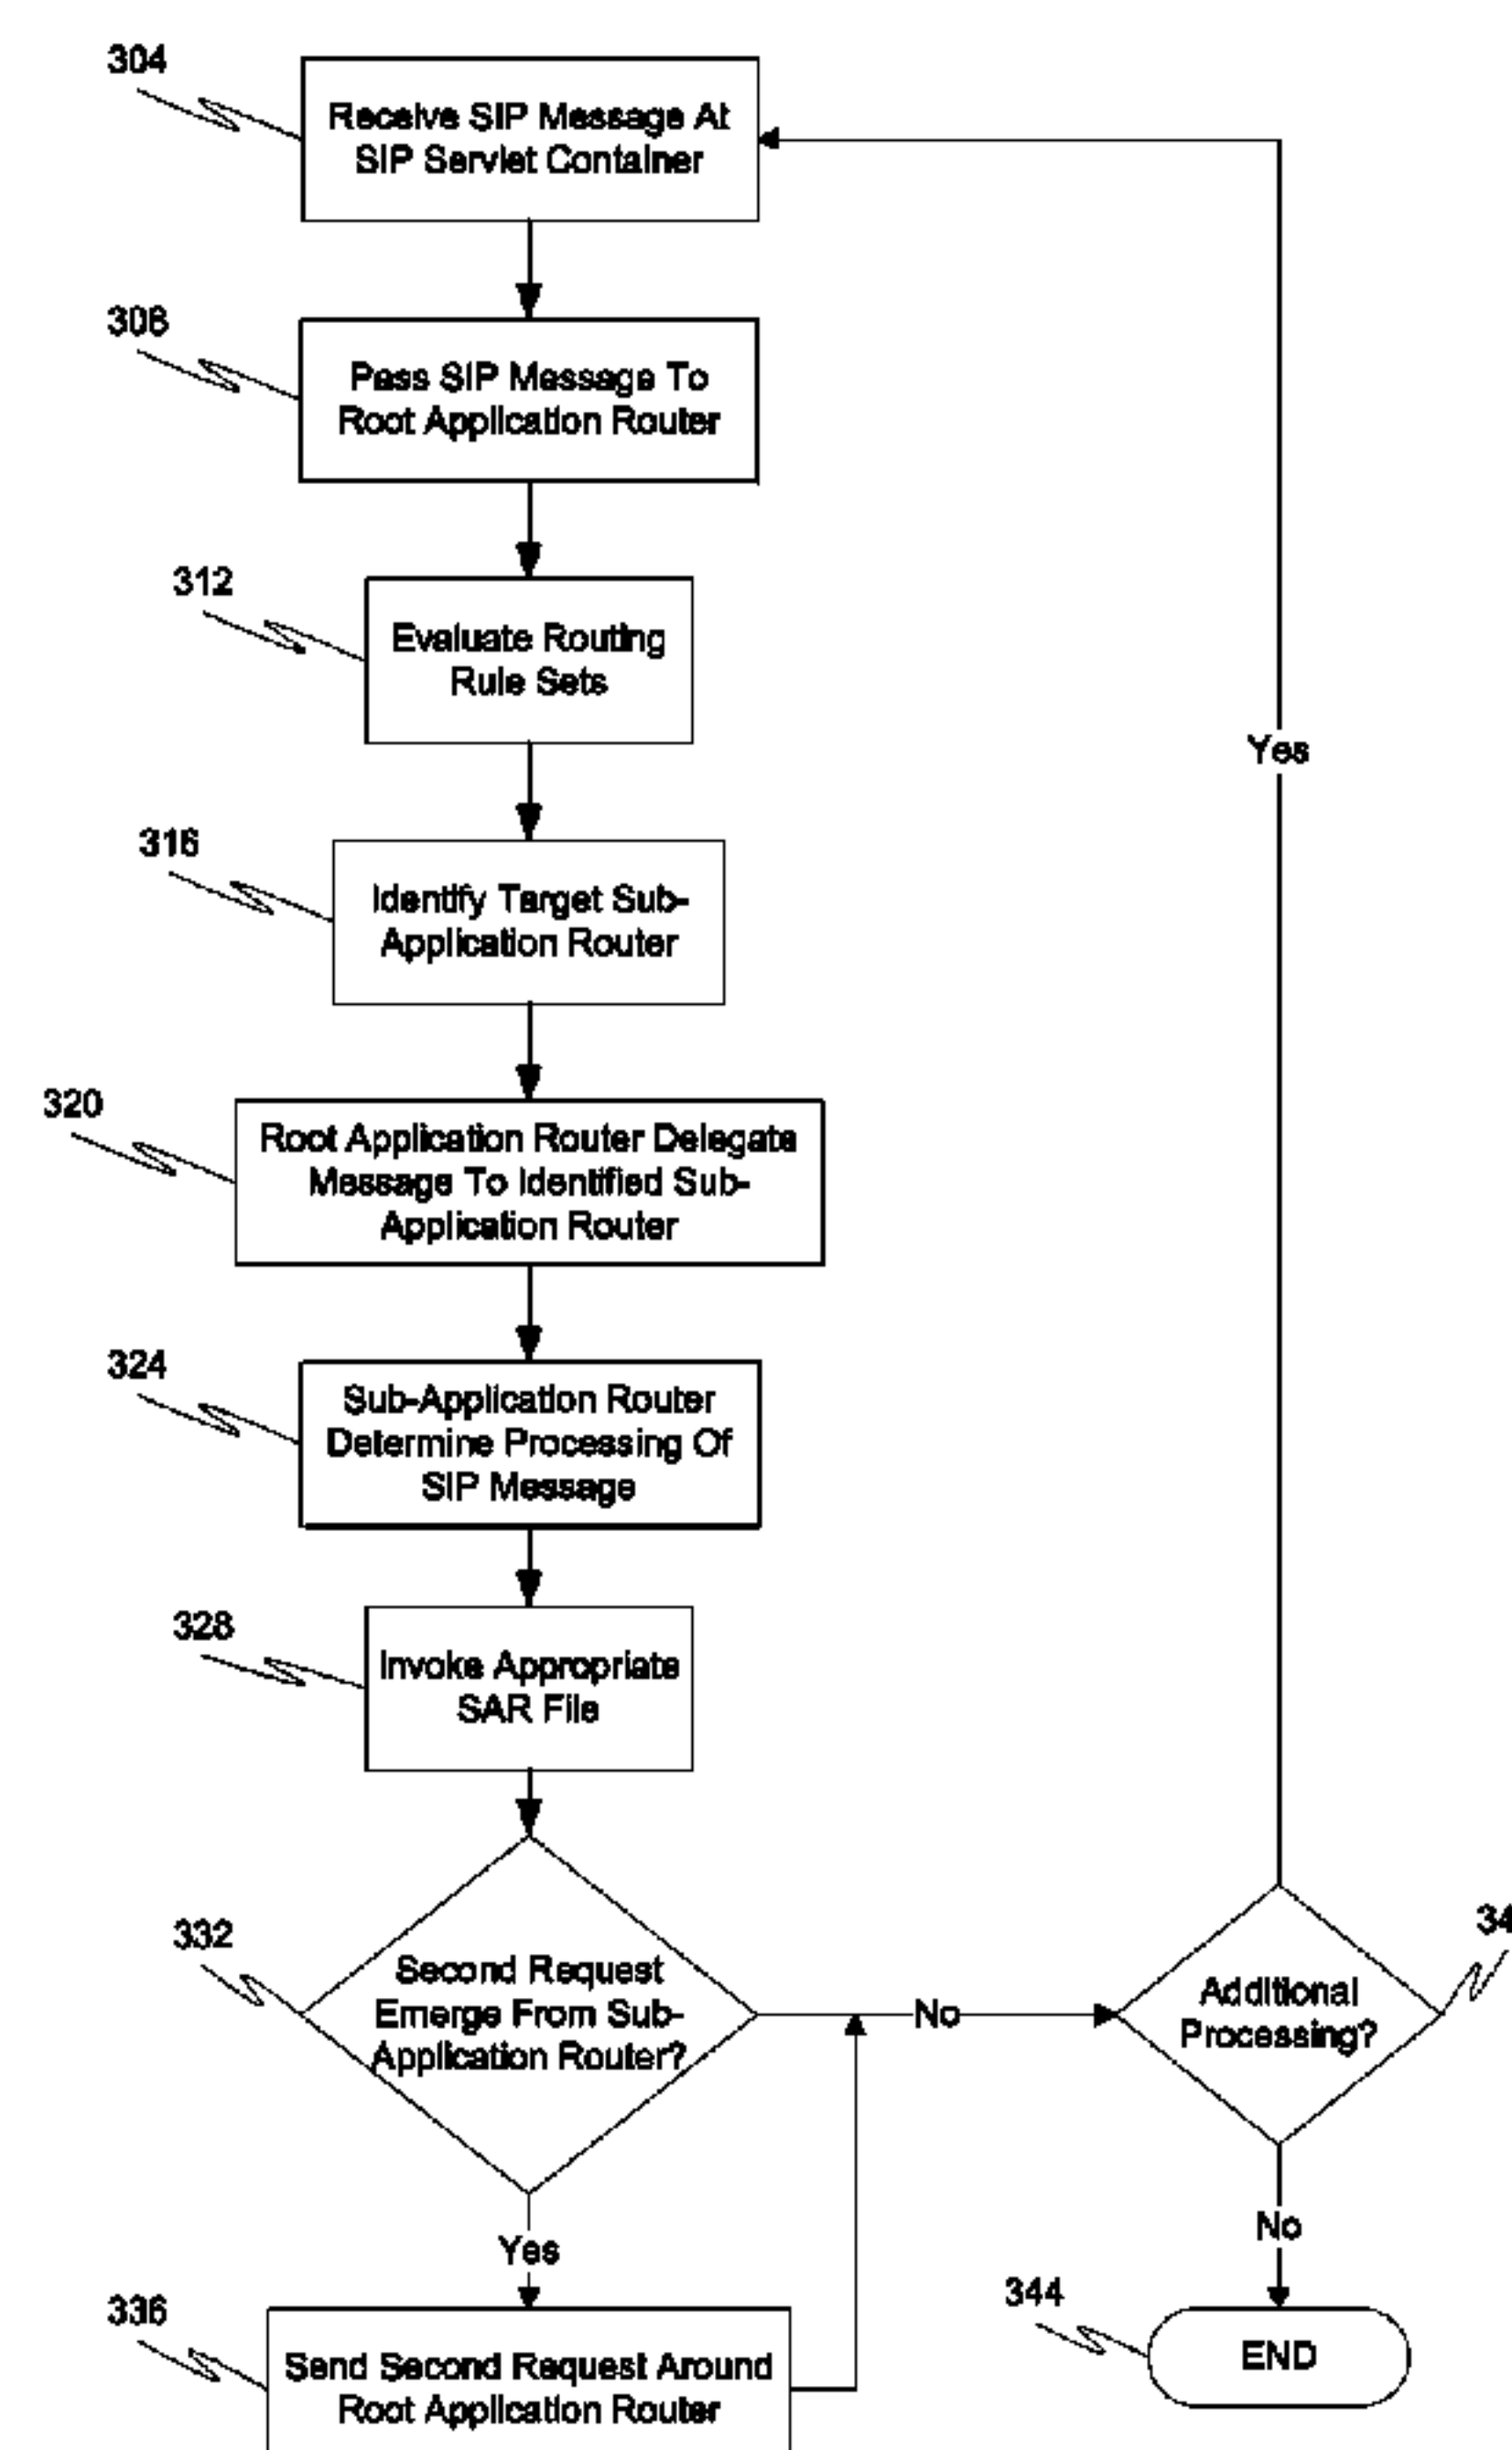 304
Receive SIP Message At
SIP Servlet Container
308
Pass SIP Message To
Root Application Router
312
Evaluate Routing
Rule Sets
Yes
316
Identify Target Sub-
Application Router
320
Root Application Router Delegate
Message To Identified Sub-
Application Router
324
Sub-Application Router
Determine Processing Of
SIP Message
328
Invoke Appropriate
SAR File
332
Second Request
Emerge From Sub-
Application Router?
No
34
Additional
Processing?
Yes
No
336
Send Second Request Around
Root Application Router
344
END